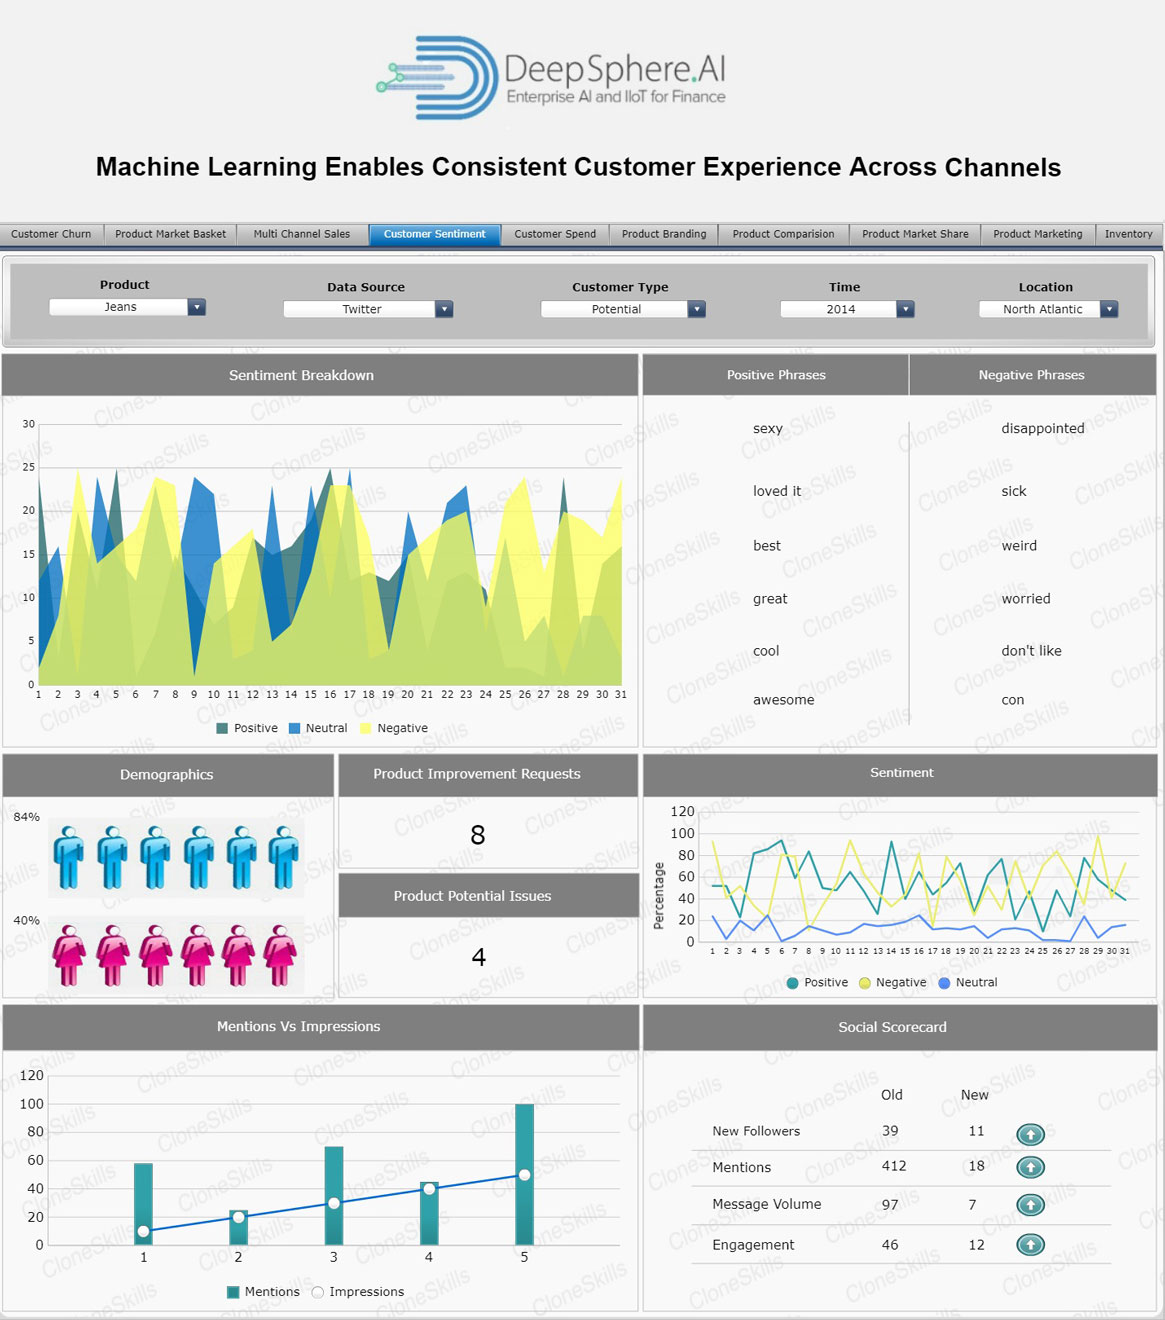 DeepSphere.AI
Enterprise AI and IIoT for Finance
Machine Learning Enables Consistent Customer Experience Across Channels
Customer Churn Product Market Basket Multi Channel Sales Customer Sentiment Customer Spend Product Branding Product Comparision Product Market Share Product Marketing Inventory
Product Data Source Customer Type Time Location
Jeans Twitter Potential 2014 North Atlantic
Sentiment Breakdown
30
25
20
15
10
5
0
1 2 3 4 5 6 7 8 9 10 11 12 13 14 15 16 17 18 19 20 21 22 23 24 25 26 27 28 29 30 31
Positive Neutral Negative
Positive Phrases Negative Phrases
sexy disappointed
loved it sick
best weird
great worried
cool don't like
awesome con
Demographics
84%
40%
Product Improvement Requests
8
Product Potential Issues
4
Sentiment
Percentage
120
100
80
60
40
20
0
1 2 3 4 5 6 7 8 9 10 11 12 13 14 15 16 17 18 19 20 21 22 23 24 25 26 27 28 29 30 31
Positive Negative Neutral
Mentions Vs Impressions
120
100
80
60
40
20
0
1 2 3 4 5
Mentions Impressions
Social Scorecard
Old New
New Followers 39 11
Mentions 412 18
Message Volume 97 7
Engagement 46 12
CloneSkills